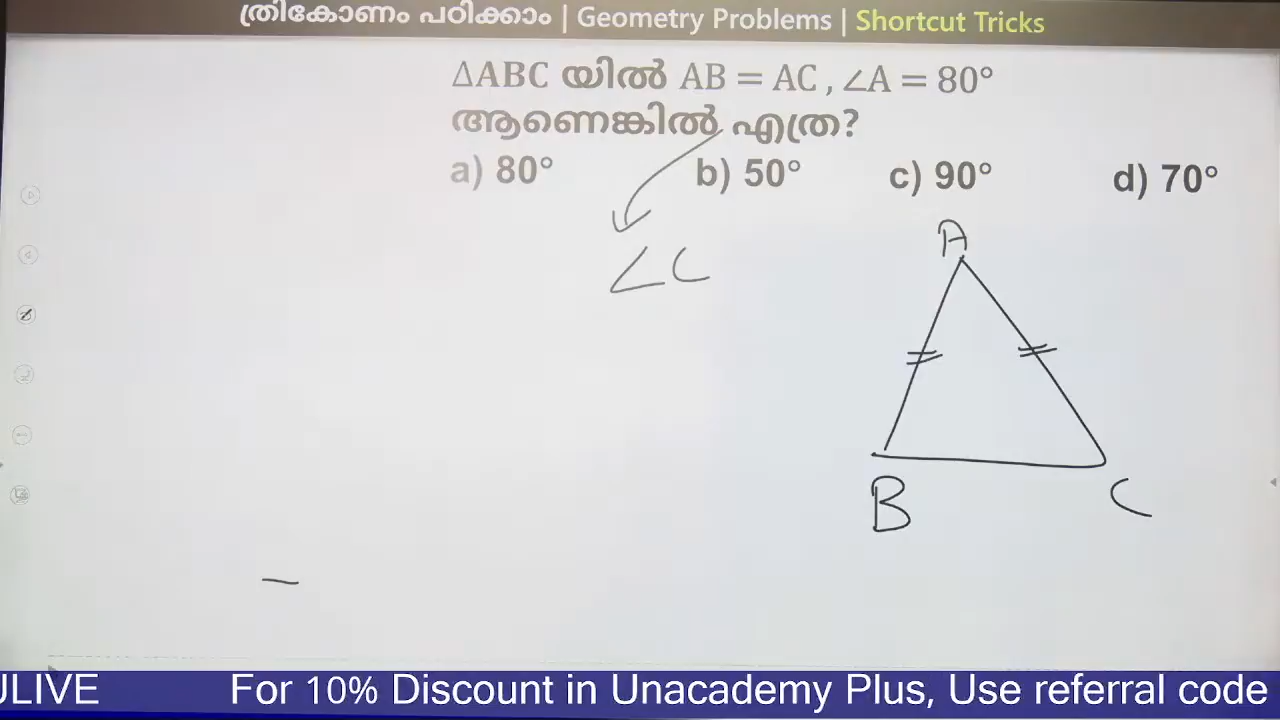 ത്രികോണം പഠിക്കാം | Geometry Problems | Shortcut Tricks
ΔABC യിൽ AB = AC , ∠A = 80°
ആണെങ്കിൽ എത്ര?
a) 80° b) 50° c) 90° d) 70°
∠C
A
B C
JLIVE For 10% Discount in Unacademy Plus, Use referral code